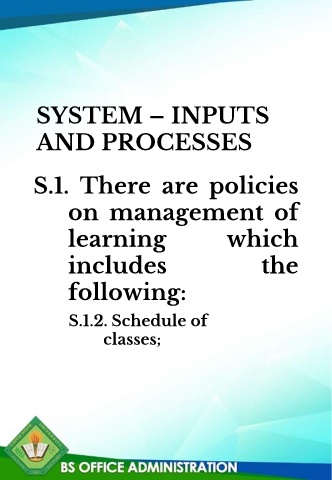 SYSTEM – INPUTS
AND PROCESSES
S.1. There are policies
on management of
learning which
includes the
following:
S.1.2. Schedule of
classes;
BS OFFICE ADMINISTRATION